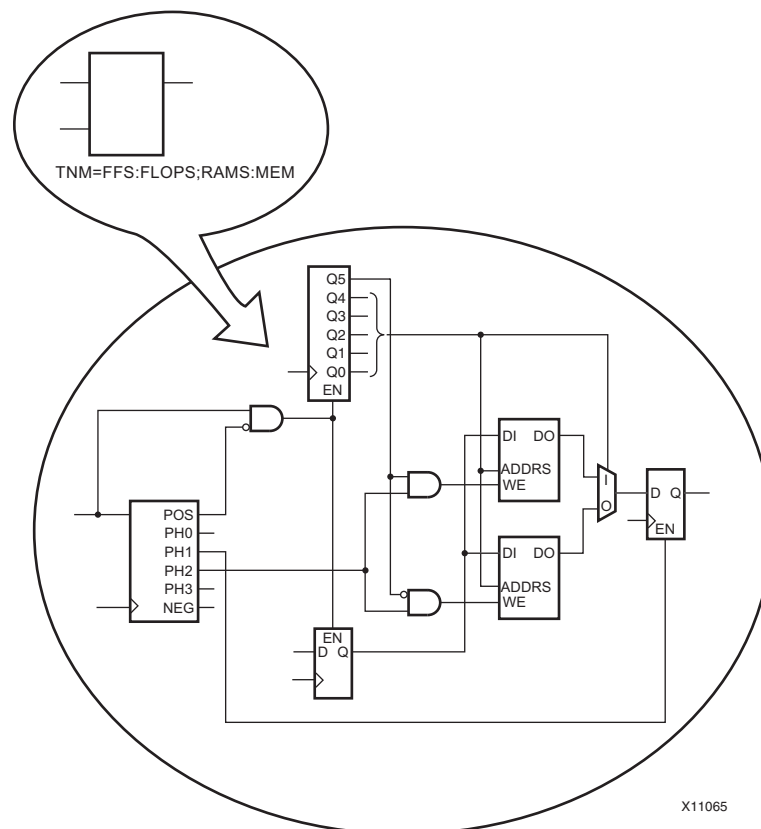 TNM=FFS:FLOPS;RAMS:MEM
Q5
Q4
Q3
Q2
Q1
Q0
EN
DI DO
ADDRS
WE
I
O
D Q
EN
POS
PH0
PH1
PH2
PH3
NEG
DI DO
ADDRS
WE
EN
D Q
X11065